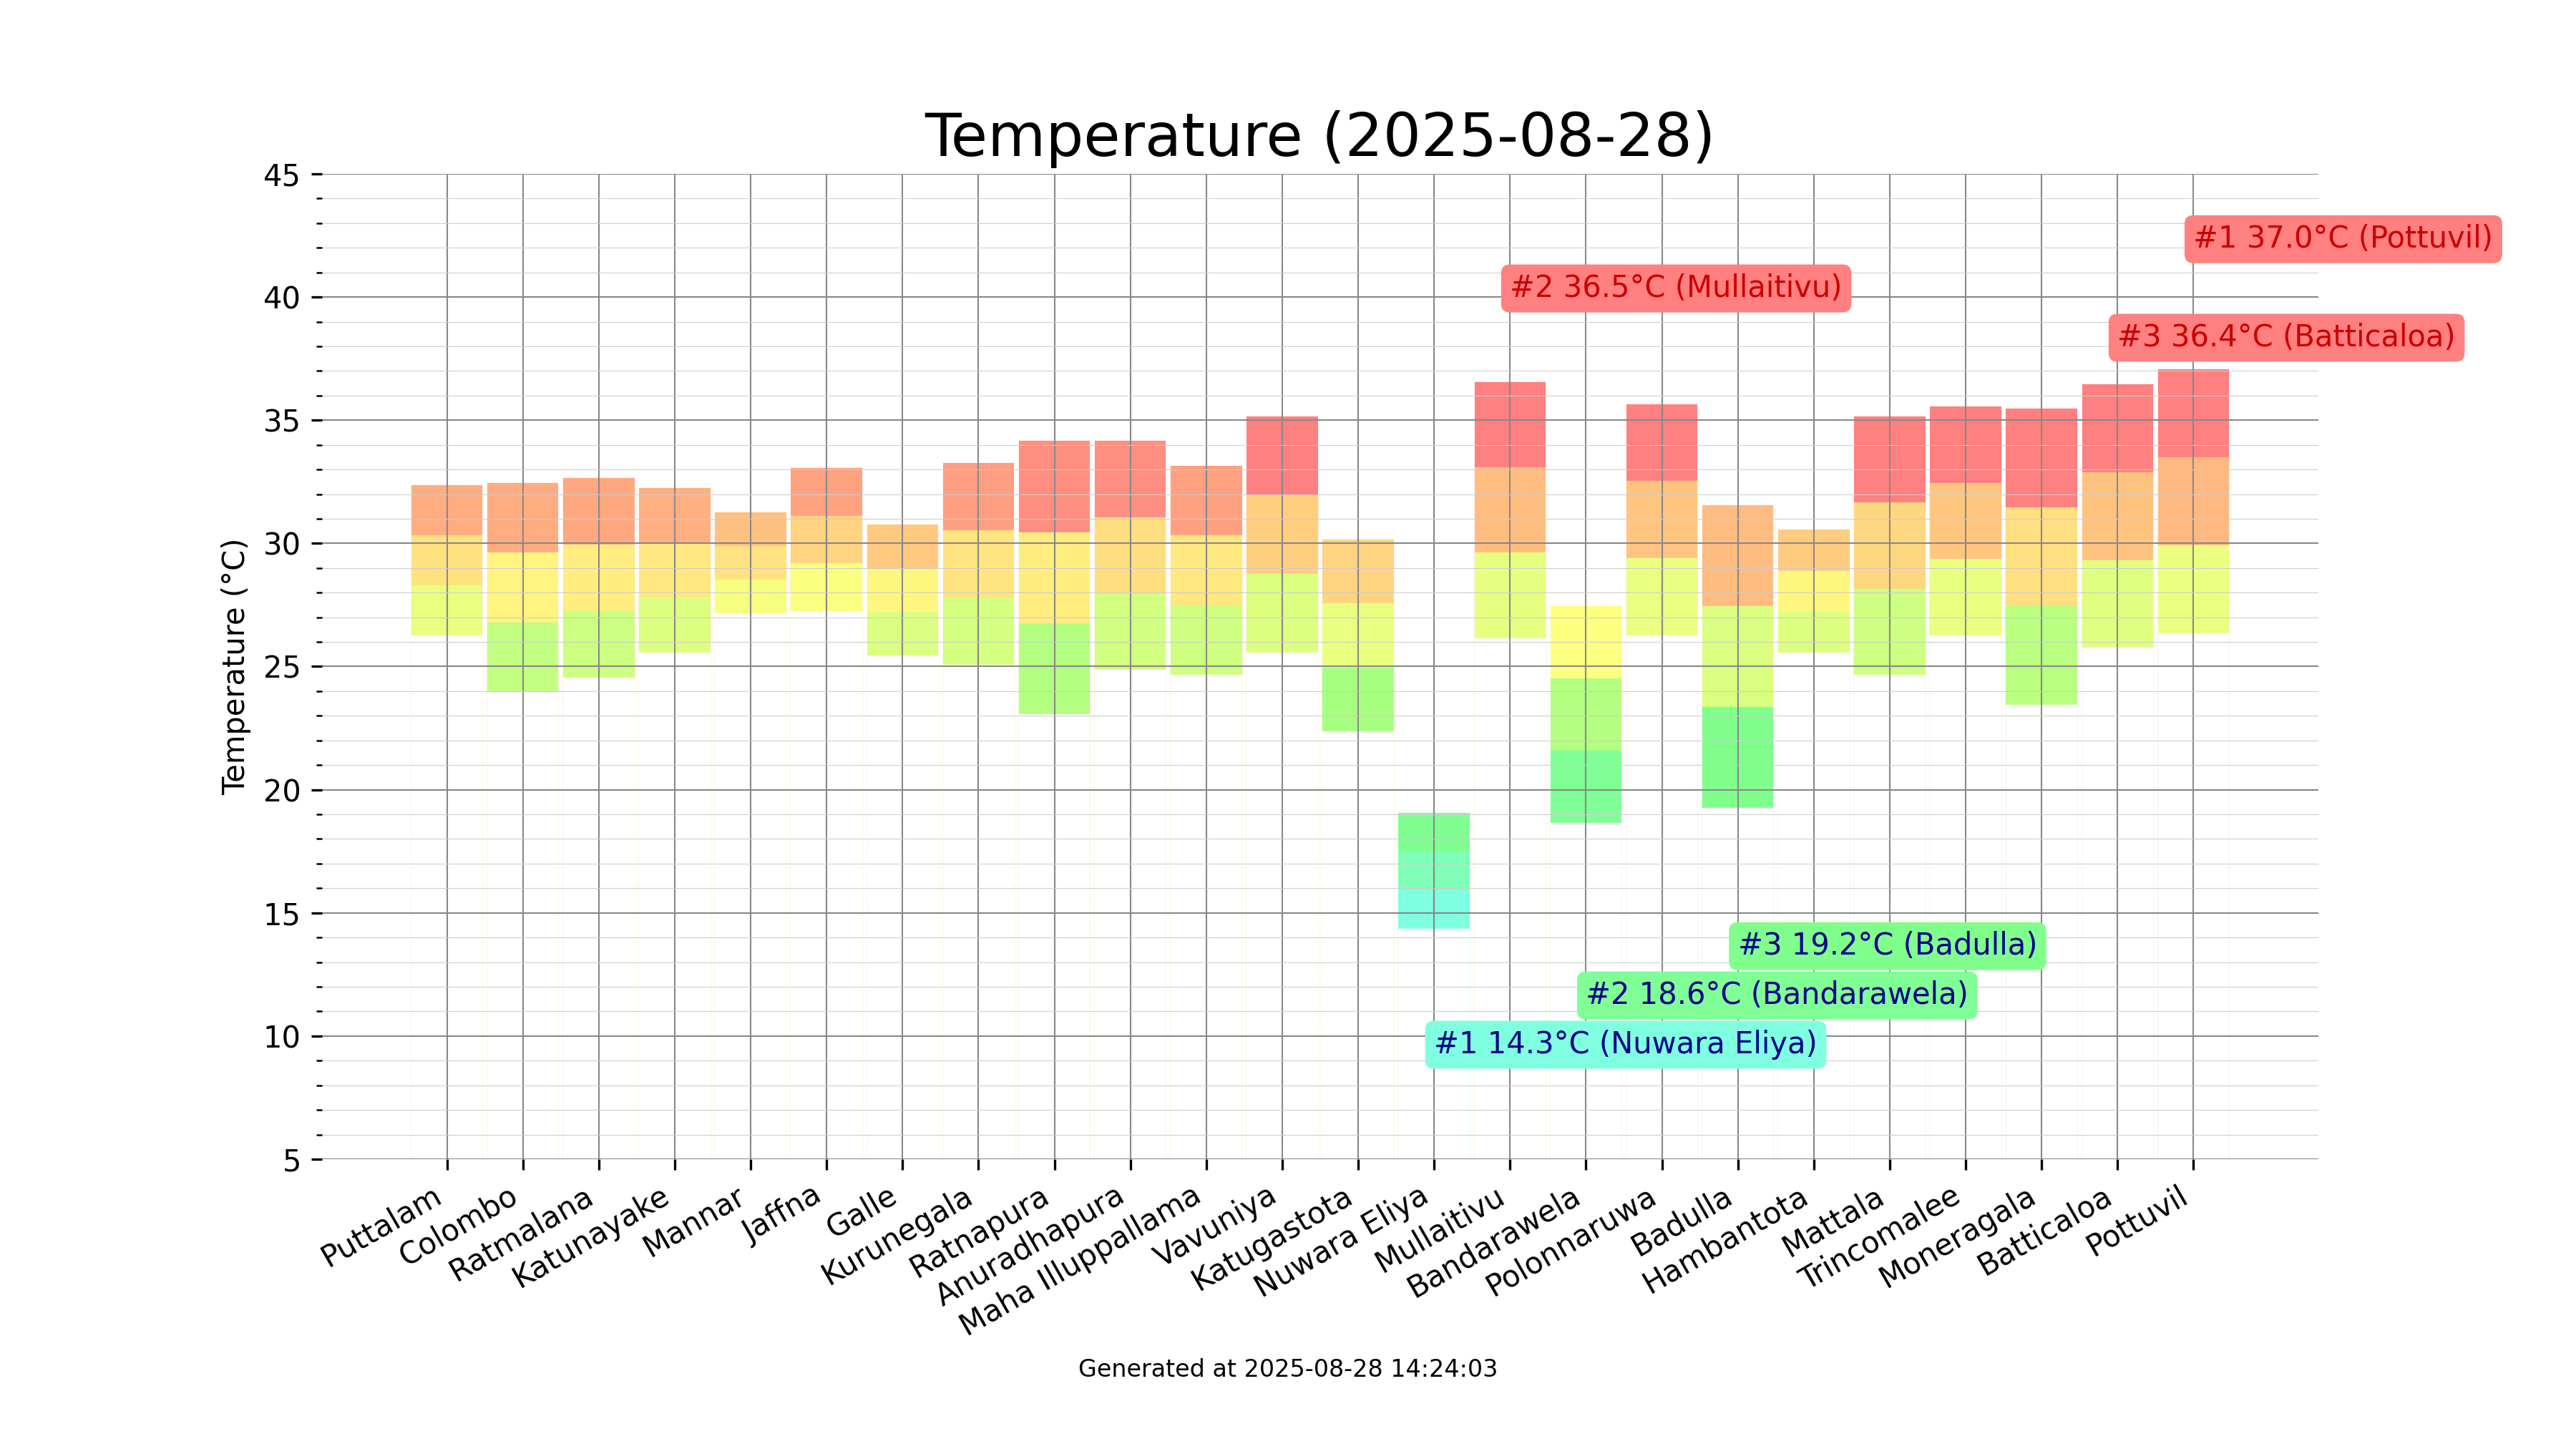 Temperature (2025-08-28)
45
40
35
30
25
20
15
10
5
Temperature (°C)
#1 37.0°C (Pottuvil)
#2 36.5°C (Mullaitivu)
#3 36.4°C (Batticaloa)
#3 19.2°C (Badulla)
#2 18.6°C (Bandarawela)
#1 14.3°C (Nuwara Eliya)
Puttalam
Colombo
Ratmalana
Katunayake
Mannar
Jaffna
Galle
Kurunegala
Ratnapura
Anuradhapura
Maha Illuppallama
Vavuniya
Katugastota
Nuwara Eliya
Mullaitivu
Bandarawela
Polonnaruwa
Badulla
Hambantota
Mattala
Trincomalee
Moneragala
Batticaloa
Pottuvil
Generated at 2025-08-28 14:24:03